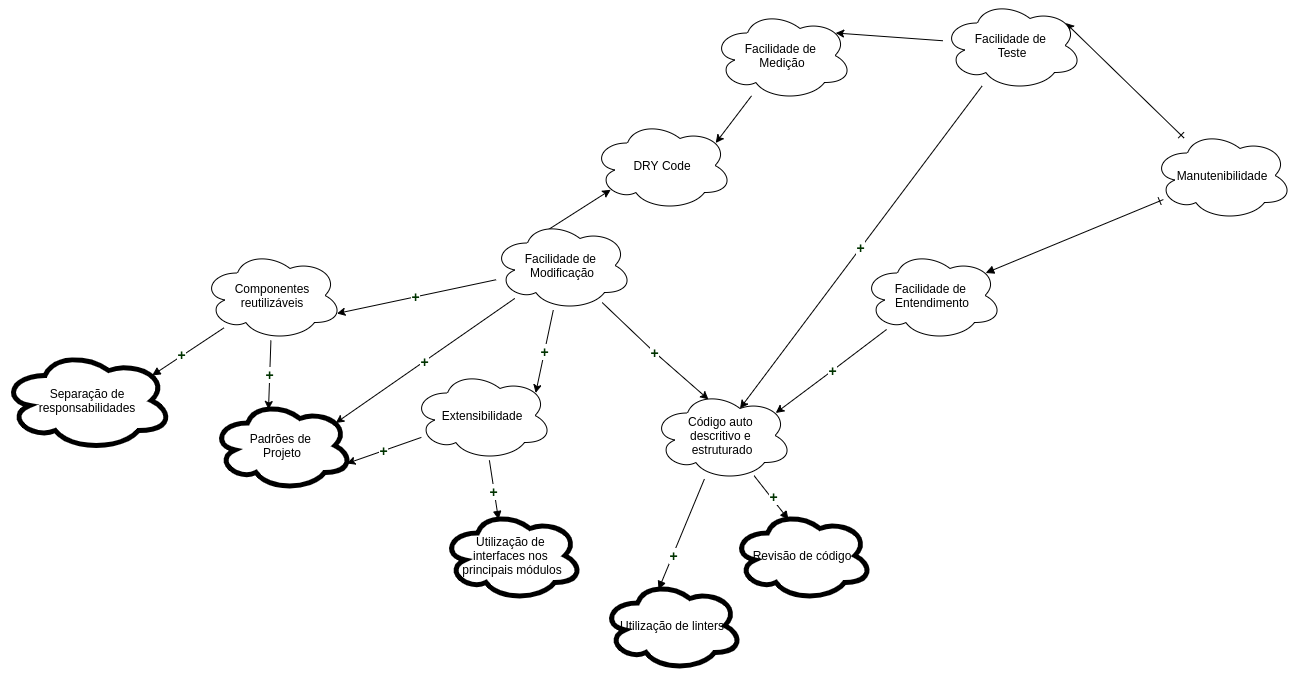 Facilidade de
Teste
Facilidade de
Medição
DRY Code
Manutenibilidade
+
Facilidade de
Modificação
Componentes
reutilizáveis
+
Facilidade de
Entendimento
+
+
+
+
+
+
Separação de
responsabilidades
Extensibilidade
Padrões de
Projeto
+
Código auto
descritivo e
estruturado
+
+
Utilização de
interfaces nos
principais módulos
+
Revisão de código
Utilização de linters